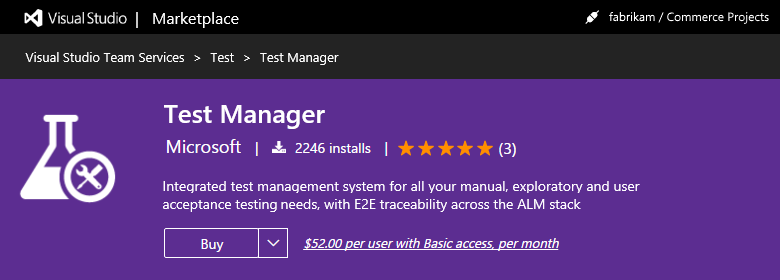 Visual Studio | Marketplace
fabrikam / Commerce Projects
Visual Studio Team Services > Test > Test Manager
Test Manager
Microsoft | 2246 installs | (3)
Integrated test management system for all your manual, exploratory and user
acceptance testing needs, with E2E traceability across the ALM stack
Buy
$52.00 per user with Basic access, per month